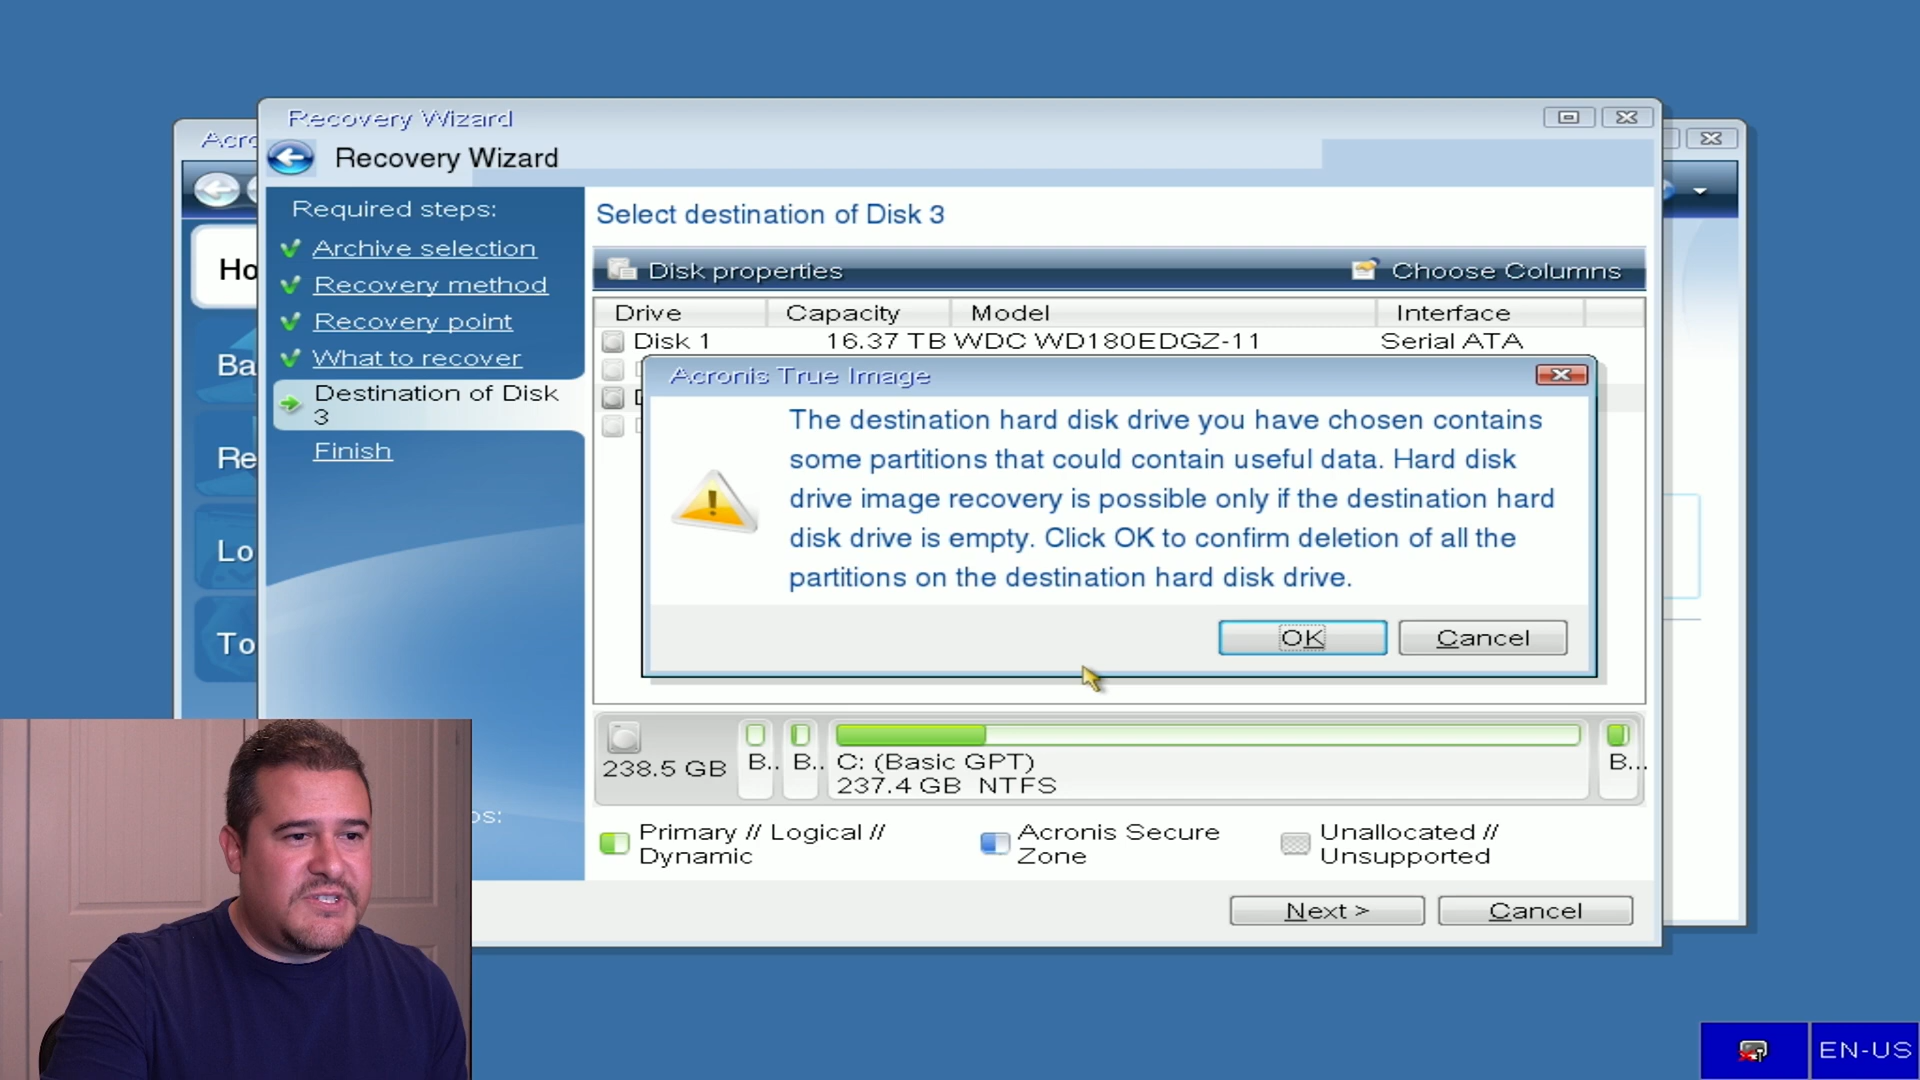 Recovery Wizard
Acro
Recovery Wizard
Required steps:
Archive selection
Recovery method
Recovery point
What to recover
Destination of Disk
3
Finish
Ho
Ba
Re
Lo
To
Select destination of Disk 3
Disk properties
Choose Columns
Drive Capacity Model Interface
Disk 1 16.37 TB WDC WD180EDGZ-11 Serial ATA
Acronis True Image
The destination hard disk drive you have chosen contains
some partitions that could contain useful data. Hard disk
drive image recovery is possible only if the destination hard
disk drive is empty. Click OK to confirm deletion of all the
partitions on the destination hard disk drive.
OK Cancel
238.5 GB
B..
B..
C: (Basic GPT)
237.4 GB NTFS
B...
Primary // Logical //
Dynamic
Acronis Secure
Zone
Unallocated //
Unsupported
Next > Cancel
EN-US